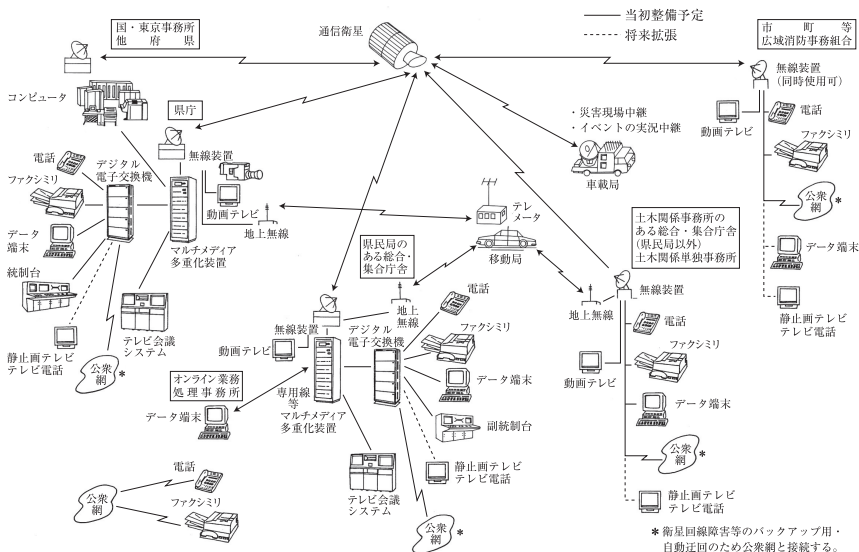 国・東京事務所
他府県
通信衛星
当初整備予定
将来拡張
市町等
広域消防事務組合
コンピュータ
県庁
無線装置
動画テレビ
地上無線
電話
デジタル
電子交換機
ファクシミリ
データ
端末
統制台
マルチメディア
多重化装置
静止画テレビ
テレビ電話
テレビ会議
システム
公衆網
*
・災害現場中継
・イベントの実況中継
車載局
テレ
メータ
移動局
無線装置
(同時使用可)
動画テレビ
電話
ファクシミリ
公衆網
*
データ端末
静止画テレビ
テレビ電話
県民局の
ある総合・
集合庁舎
地上
無線
無線装置
デジタル
電子交換機
動画テレビ
電話
ファクシミリ
データ端末
副統制台
静止画テレビ
テレビ電話
専用線
等
マルチメディア
多重化装置
テレビ会議
システム
公衆網
*
オンライン業務
処理事務所
データ端末
電話
公衆網
ファクシミリ
土木関係事務所の
ある総合・集合庁舎
(県民局以外)
土木関係単独事務所
無線装置
地上無線
電話
動画テレビ
ファクシミリ
データ端末
公衆網
*
静止画テレビ
テレビ電話
*衛星回線障害等のバックアップ用・
自動迂回のため公衆網と接続する。